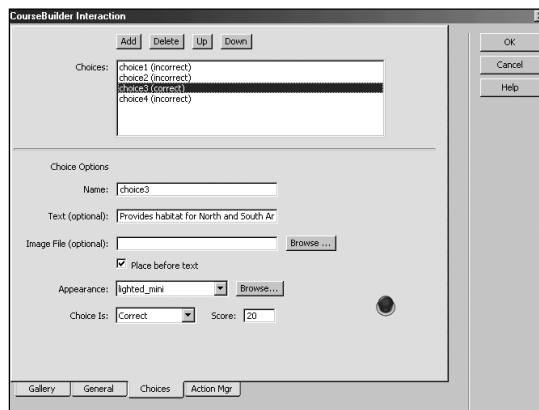 CourseBuilder Interaction
Add Delete Up Down
OK
Choices:
choice1 (incorrect)
choice2 (incorrect)
choice3 (correct)
choice4 (incorrect)
Cancel
Help
Choice Options
Name: choice3
Text (optional): Provides habitat for North and South Ar
Image File (optional): Browse ...
Place before text
Appearance: lighted_mini Browse...
Choice Is: Correct Score: 20
Gallery General Choices Action Mgr